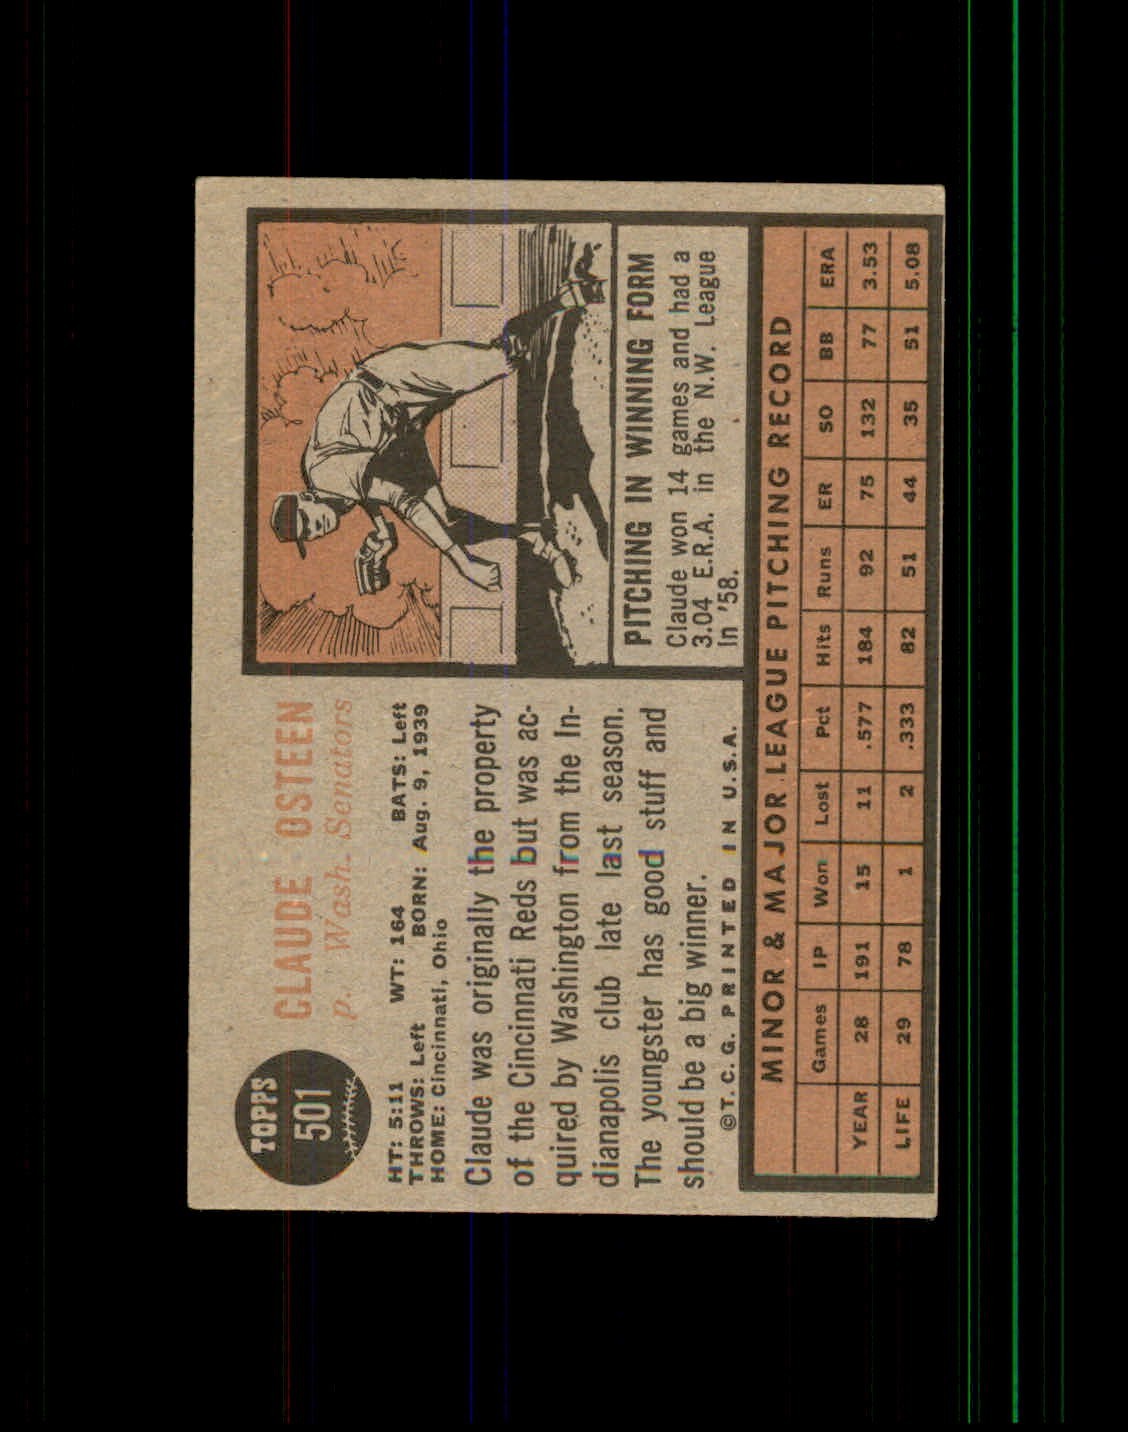 TOPPS
501
CLAUDE OSTEEN
p. Wash. Senators
HT: 5:11 WT: 164 BATS: Left
THROWS: Left BORN: Aug. 9, 1939
HOME: Cincinnati, Ohio
Claude was originally the property
of the Cincinnati Reds but was ac-
quired by Washington from the In-
dianapolis club late last season.
The youngster has good stuff and
should be a big winner.
©T.C.G. PRINTED IN U.S.A.
PITCHING IN WINNING FORM
Claude won 14 games and had a
3.04 E.R.A. in the N.W. League
In '58.
MINOR & MAJOR LEAGUE PITCHING RECORD
Games IP Won Lost Pct Hits Runs ER SO BB ERA
YEAR 28 191 15 11 .577 184 92 75 132 77 3.53
LIFE 29 78 1 2 .333 82 51 44 35 51 5.08